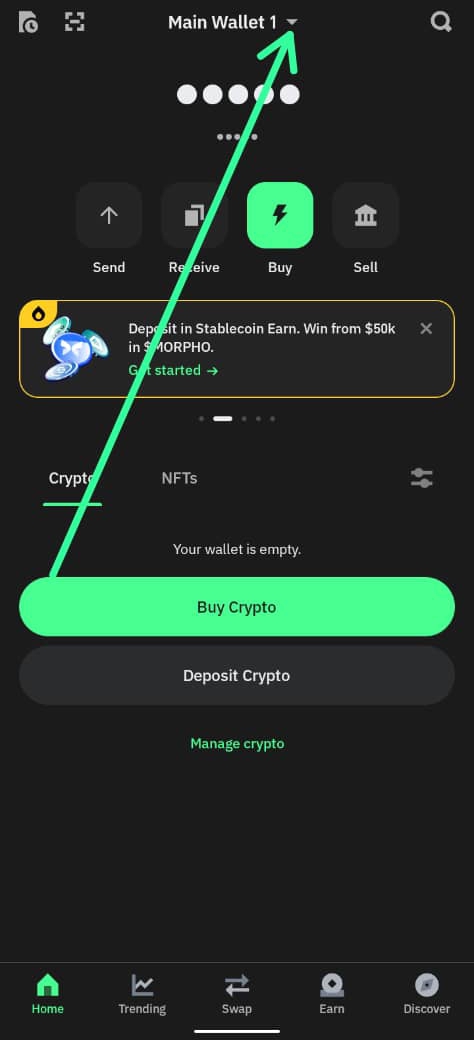 Main Wallet 1
Send
Receive
Buy
Sell
Deposit in Stablecoin Earn. Win from $50k
in $MORPHO.
Get started →
Crypto
NFTs
Your wallet is empty.
Buy Crypto
Deposit Crypto
Manage crypto
Home
Trending
Swap
Earn
Discover